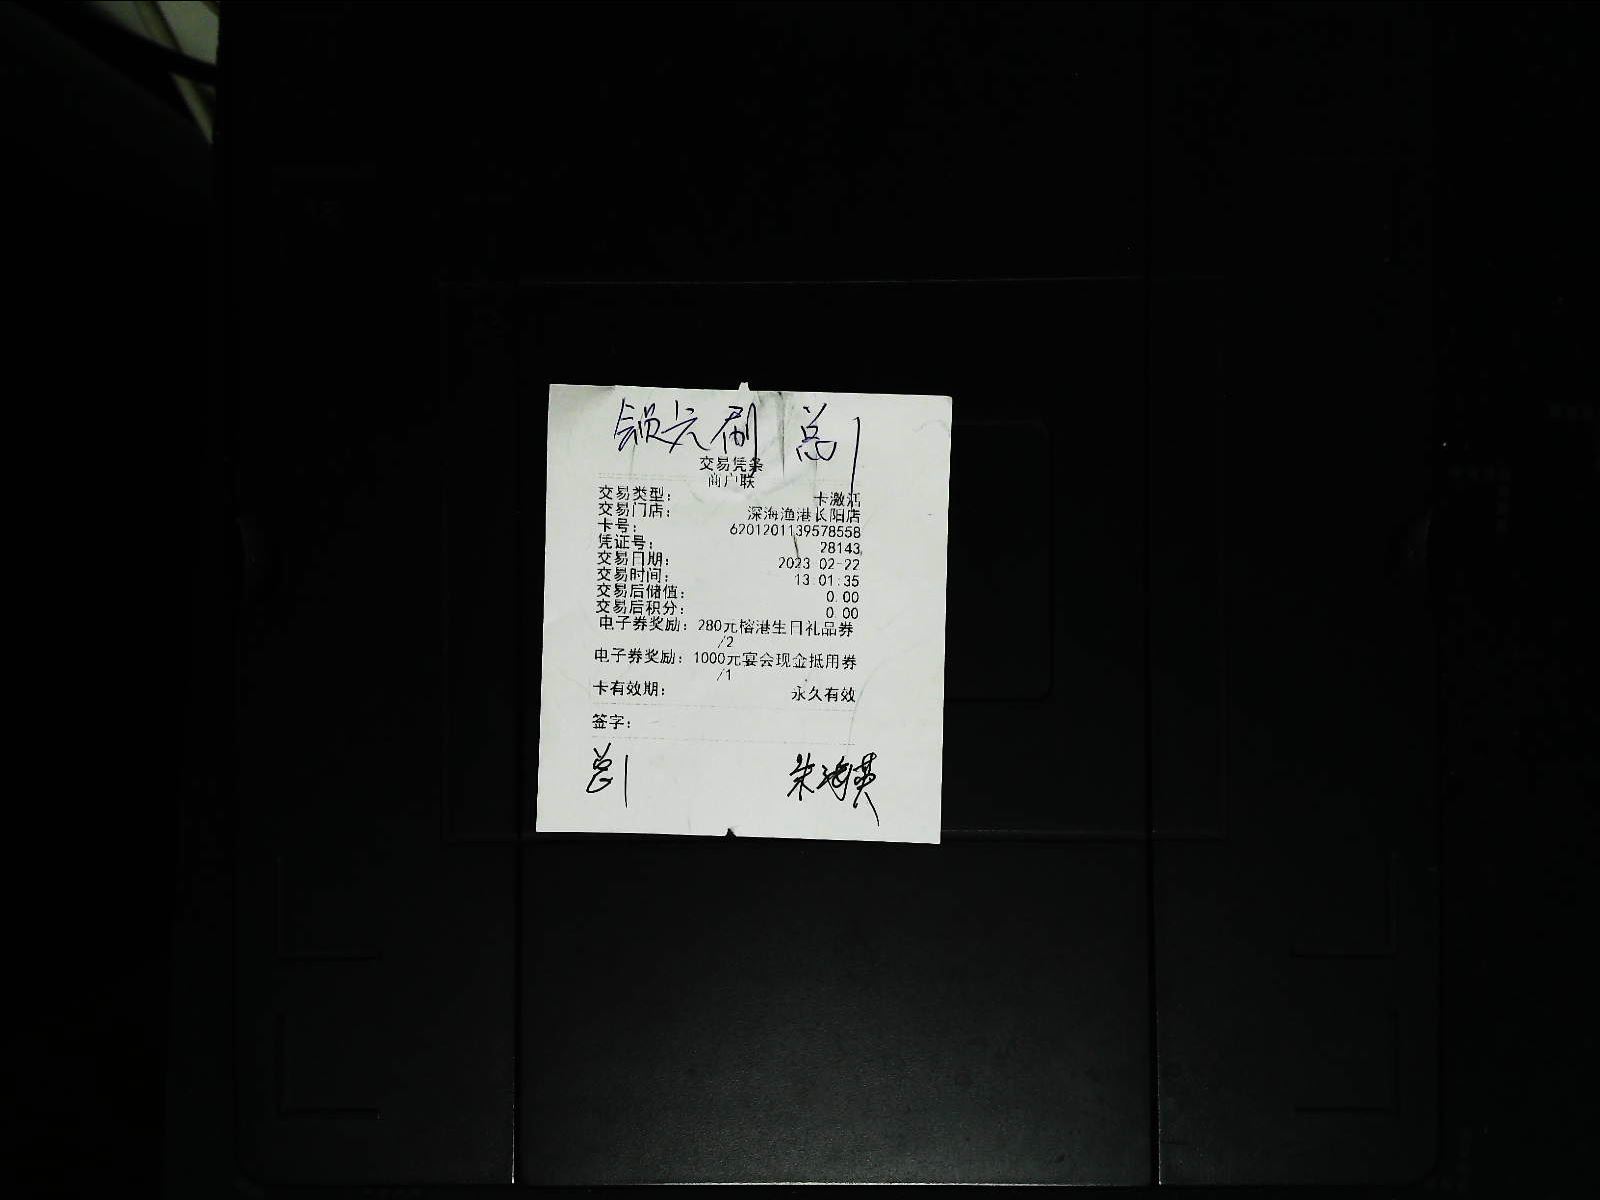 交易凭条
商户联
交易类型： 卡激活
交易门店： 深海渔港长阳店
卡号： 6201201139578558
凭证号： 28143
交易日期： 2023-02-22
交易时间： 13:01:35
交易后储值： 0.00
交易后积分： 0.00
电子券奖励：280元榕港生日礼品券
/2
电子券奖励：1000元宴会现金抵用券
/1
卡有效期： 永久有效
签字：